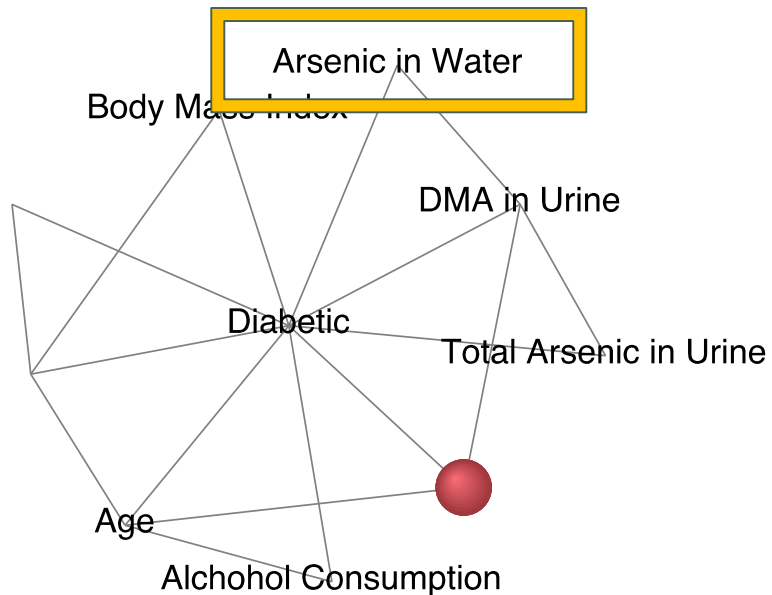 Arsenic in Water
Body Mass Index
DMA in Urine
Diabetic
Total Arsenic in Urine
Age
Alchohol Consumption